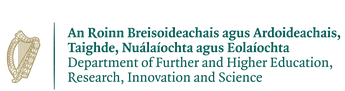 An Roinn Breisoideachais agus Ardoideachais,
Taighde, Nuálaíochta agus Eolaíochta
Department of Further and Higher Education,
Research, Innovation and Science